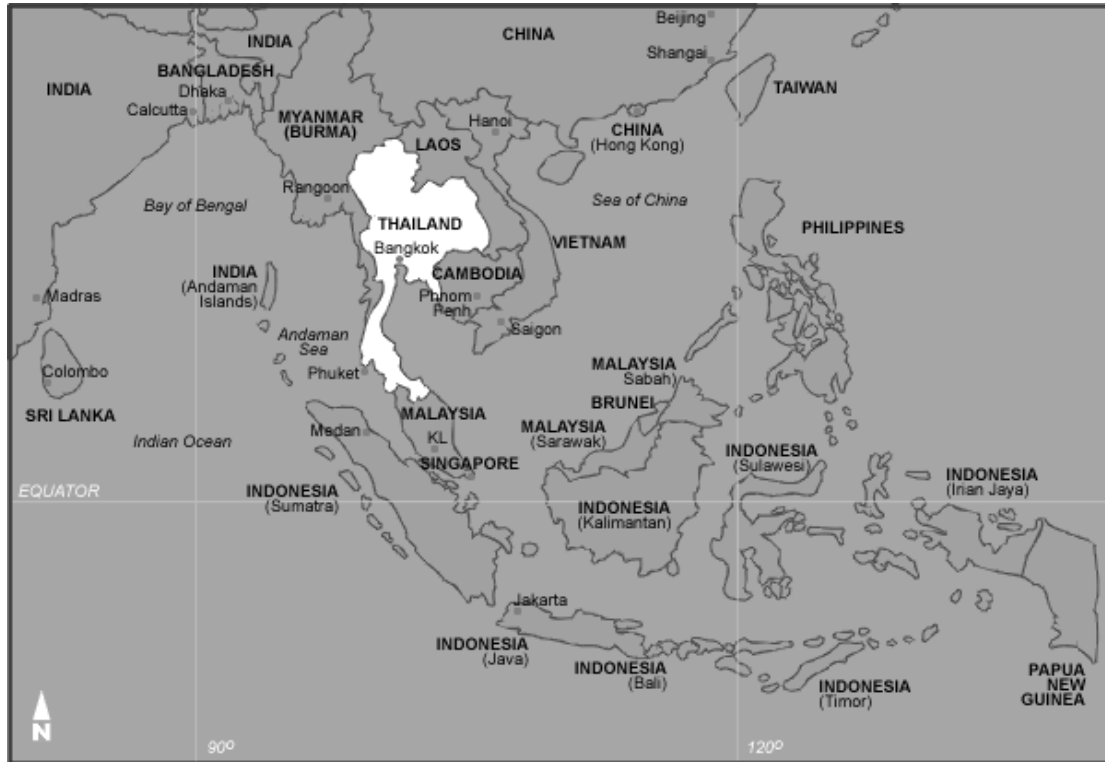 Beijing
INDIA
CHINA
Shangai
BANGLADESH
INDIA
Dhaka
TAIWAN
Calcutta
MYANMAR
(BURMA)
Hanoi
CHINA
(Hong Kong)
LAOS
Rangoon
Bay of Bengal
Sea of China
THAILAND
PHILIPPINES
Bangkok
VIETNAM
INDIA
(Andaman
Islands)
CAMBODIA
Madras
Phnom
Penh
Saigon
Andaman
Sea
Phuket
MALAYSIA
Sabah)
Colombo
BRUNEI
SRI LANKA
MALAYSIA
MALAYSIA
(Sarawak)
Indian Ocean
Medan
KL
SINGAPORE
INDONESIA
(Sulawesi)
INDONESIA
(Irian Jaya)
EQUATOR
INDONESIA
(Sumatra)
INDONESIA
(Kalimantan)
Jakarta
INDONESIA
(Java)
INDONESIA
(Bali)
INDONESIA
(Timor)
PAPUA
NEW
GUINEA
N
90º
120º